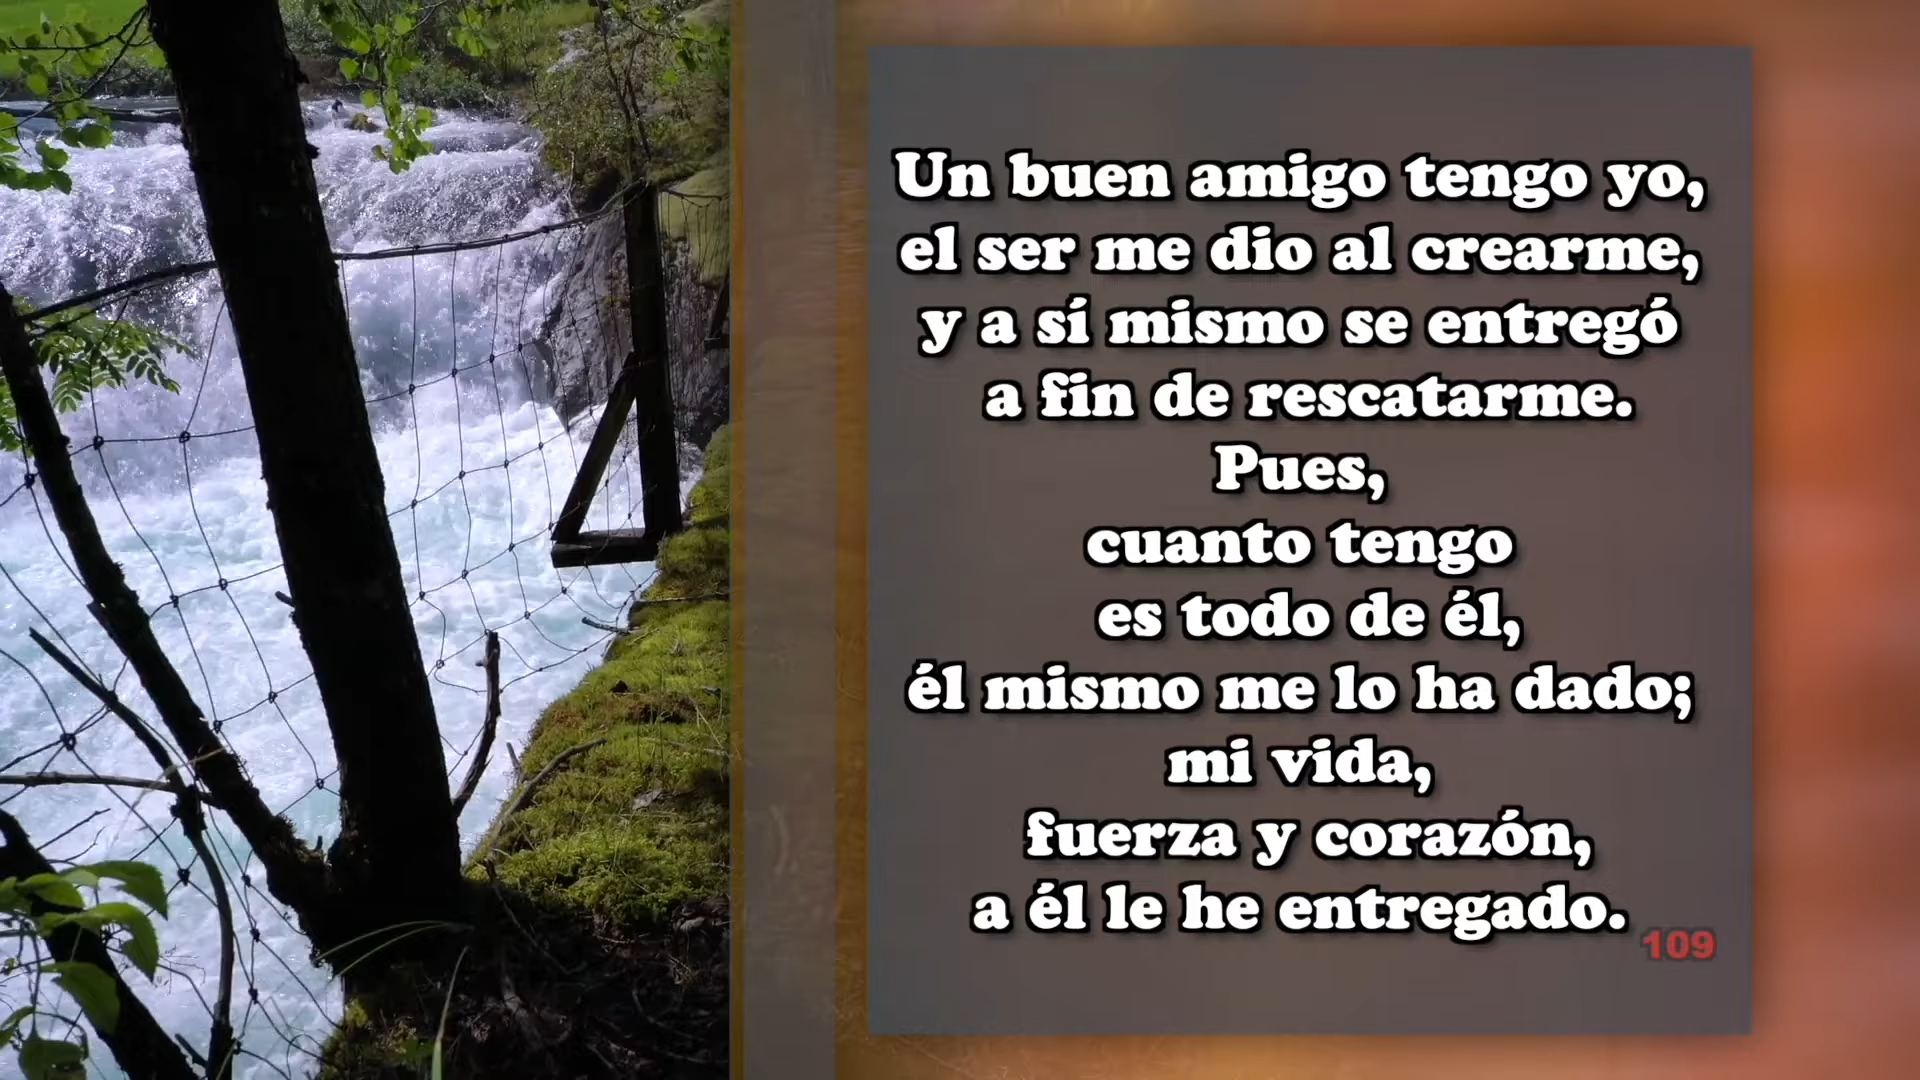 Un buen amigo tengo yo,
el ser me dio al crearme,
y a sí mismo se entregó
a fin de rescatarme.
Pues,
cuanto tengo
es todo de él,
él mismo me lo ha dado;
mi vida,
fuerza y corazón,
a él le he entregado.
109